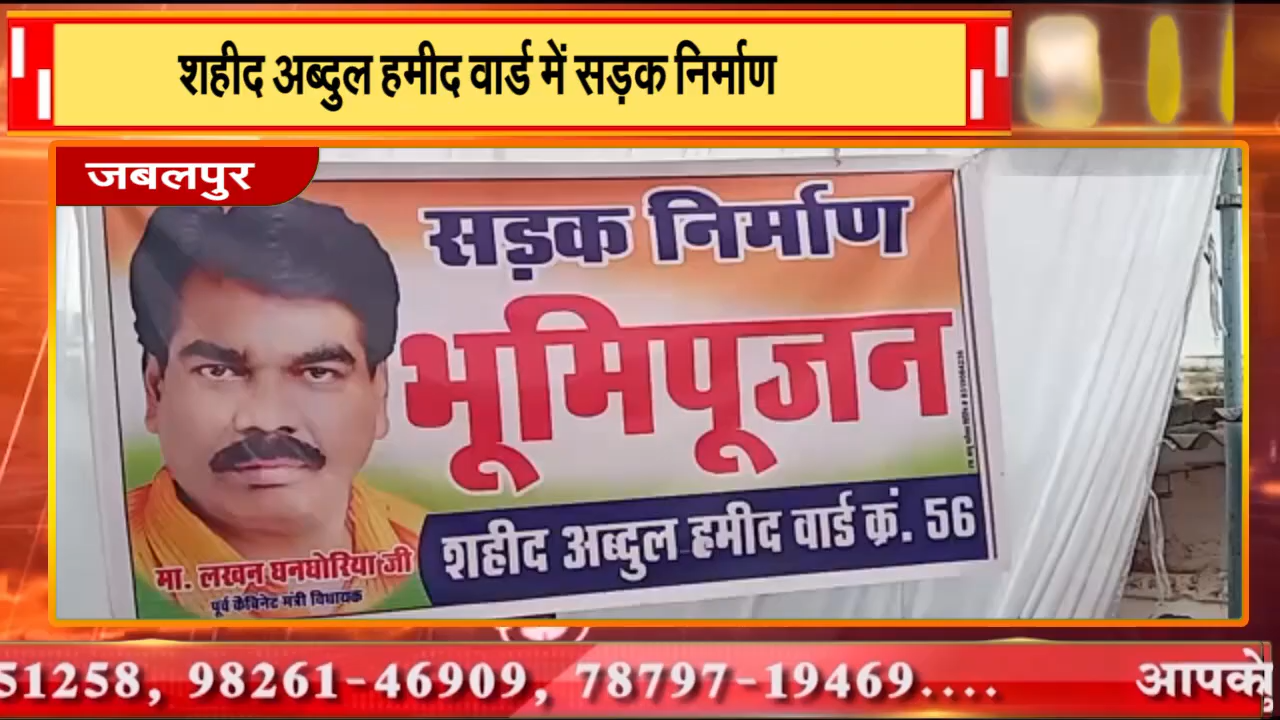 शहीद अब्दुल हमीद वार्ड में सड़क निर्माण
जबलपुर
सड़क निर्माण
भूमिपूजन
शहीद अब्दुल हमीद वार्ड क्रं. 56
मा. लखन घनघोरिया जी
पूर्व कैबिनेट मंत्री विधायक
51258, 98261-46909, 78797-19469.... आपके